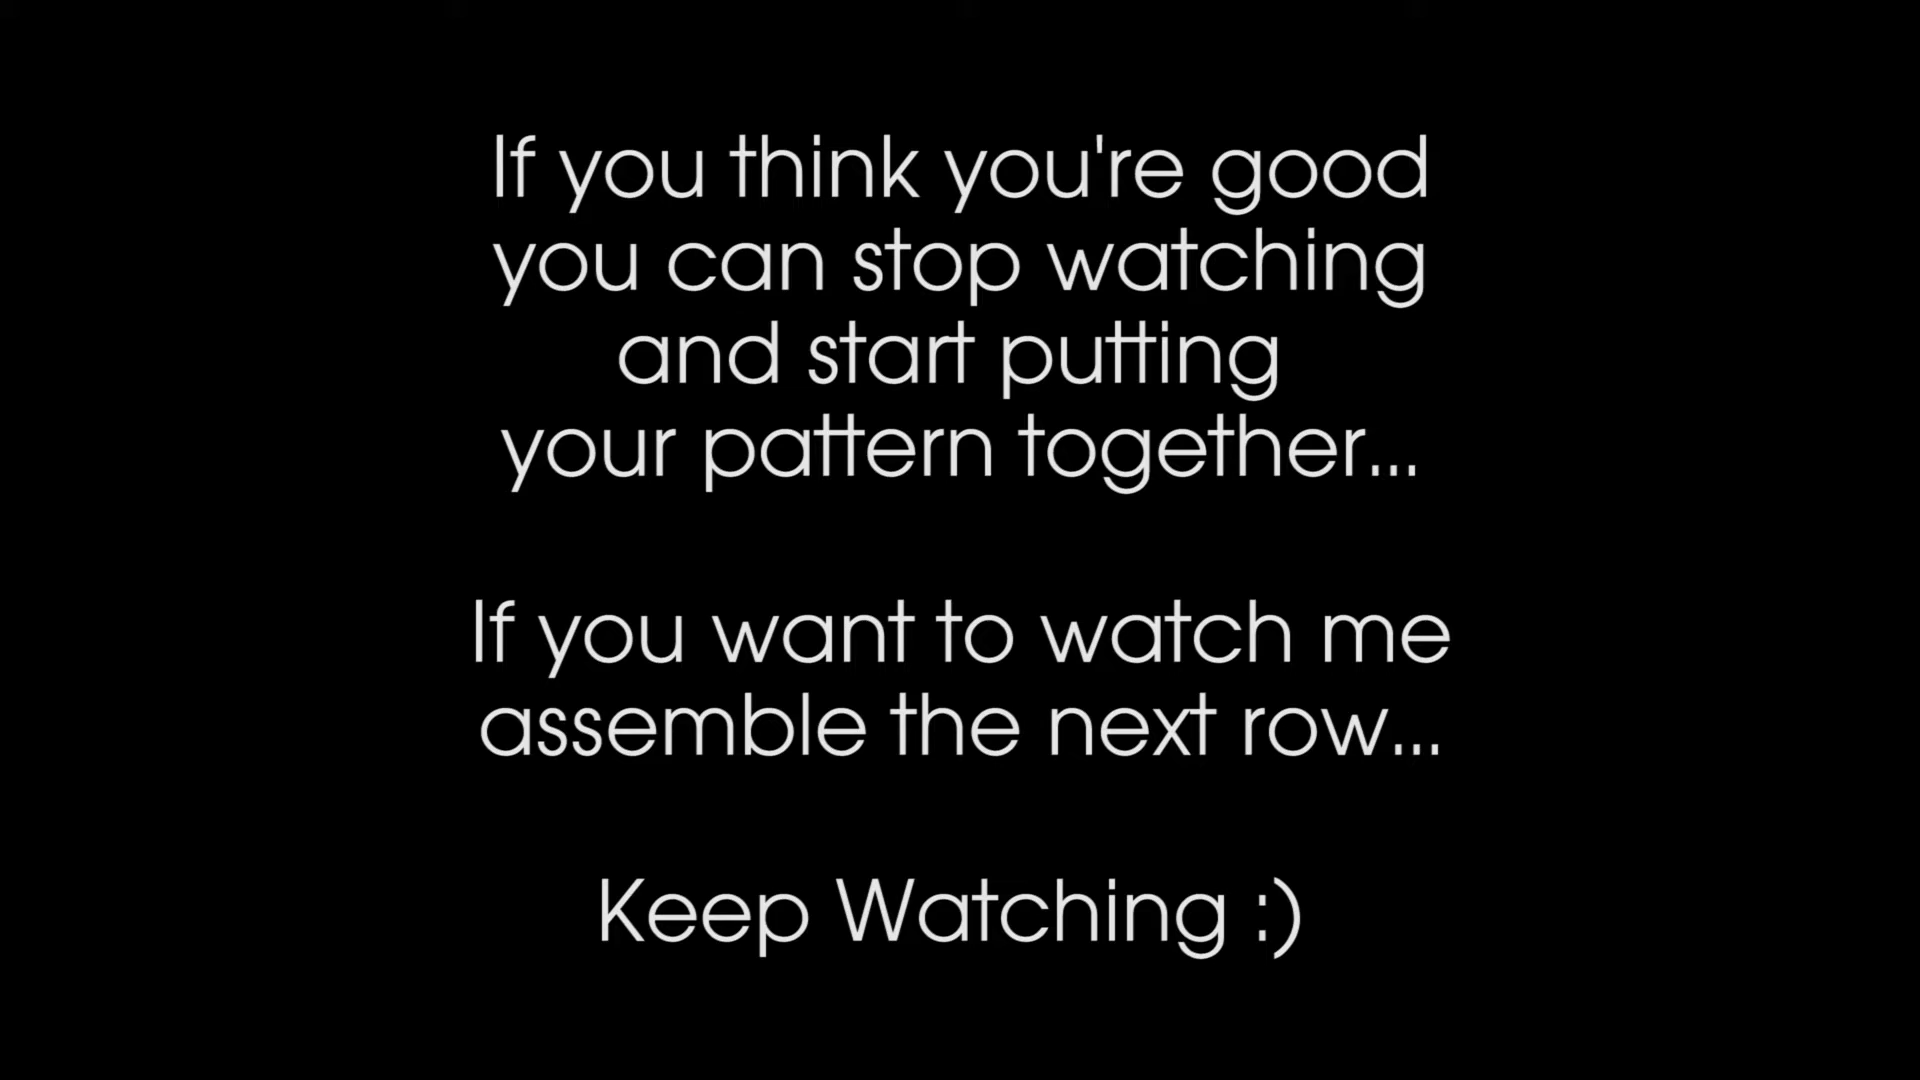 If you think you're good
you can stop watching
and start putting
your pattern together...
If you want to watch me
assemble the next row...
Keep Watching :)